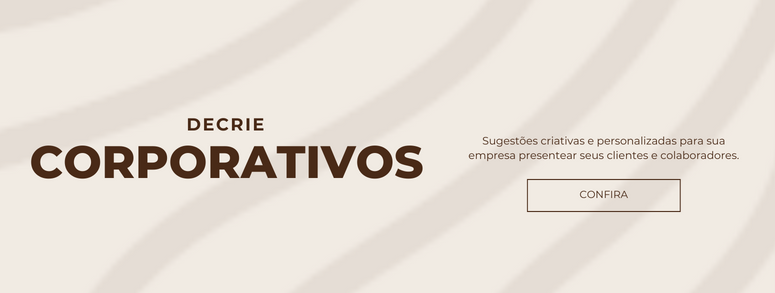 DECRIE
CORPORATIVOS
Sugestões criativas e personalizadas para sua
empresa presentear seus clientes e colaboradores.
CONFIRA